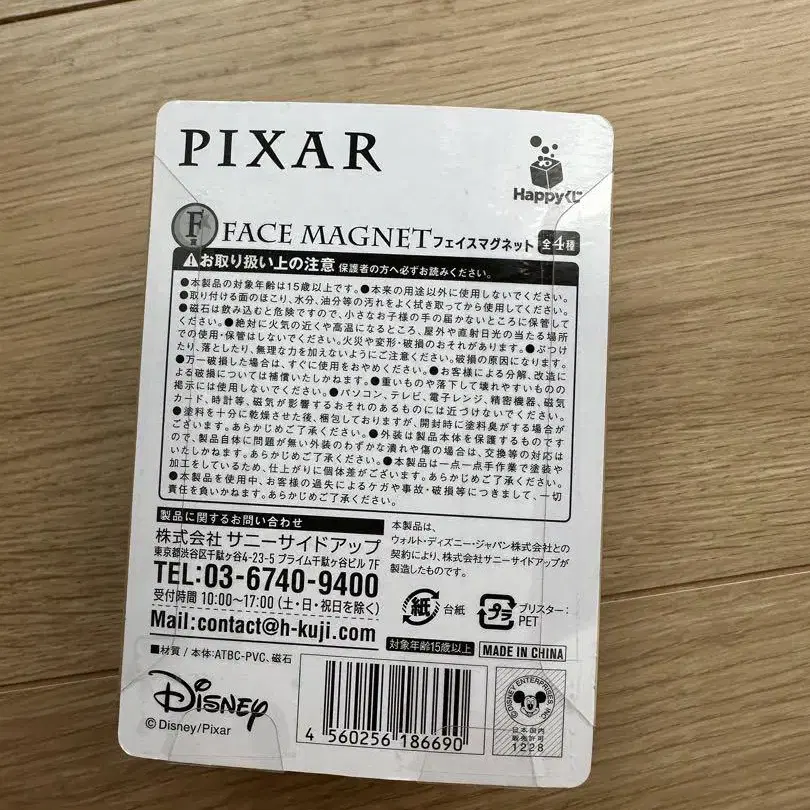 PIXAR
Happyくじ
F賞 FACE MAGNET フェイスマグネット 全4種
お取り扱い上の注意 保護者の方へ必ずお読みください。
●本製品の対象年齢は15歳以上です。●本来の用途以外に使用しないでください。
●取り付ける面のほこり、水分、油分等の汚れをよく拭き取ってから使用してください。
●磁石は飲み込むと危険ですので、小さなお子様の手の届かないところに保管して
ください。●絶対に火気の近くや高温になるところ、屋外や直射日光の当たる場所
での使用・保管はしないでください。火災や変形・破損のおそれがあります。●ぶつけ
たり、落としたり、無理な力を加えないようにご注意ください。破損の原因になります。
●万一破損した場合は、すぐに使用をおやめください。●お客様による分解、改造に
よる破損については補償いたしかねます。●重いものや落下して壊れやすいものの
掲示には使用しないでください。●パソコン、テレビ、電子レンジ、精密機器、磁気
カード、時計等、磁気が影響するおそれのあるものには近づけないでください。
●塗料を十分に乾燥させた後、梱包しておりますが、開封時に塗料臭がする場合が
ございます。あらかじめご了承ください。●外装は製品本体を保護するものです
ので、製品自体に問題が無い外装のわずかな潰れや傷の場合は、交換等の対応は
いたしかねます。あらかじめご了承ください。●本製品は一点一点手作業で塗装や
加工をしているため、仕上がりに個体差がございます。あらかじめご了承ください。
●本製品を使用中、お客様の過失によるケガや事故・破損等につきまして、一切
責任を負いかねます。あらかじめご了承ください。
製品に関するお問い合わせ
株式会社 サニーサイドアップ
東京都渋谷区千駄ヶ谷4-23-5 プライム千駄ヶ谷ビル 7F
TEL:03-6740-9400
受付時間 10:00〜17:00 (土・日・祝日を除く)
Mail:contact@h-kuji.com
本製品は、
ウォルト・ディズニー・ジャパン株式会社との
契約により、株式会社サニーサイドアップが
製造したものです。
紙 台紙
プラ ブリスター:
PET
対象年齢15歳以上
MADE IN CHINA
■材質 / 本体:ATBC-PVC、磁石
Disney
©Disney/Pixar
4 560256 186690
©DISNEY ENTERPRISES, INC.
日本国内
販売許可
1228